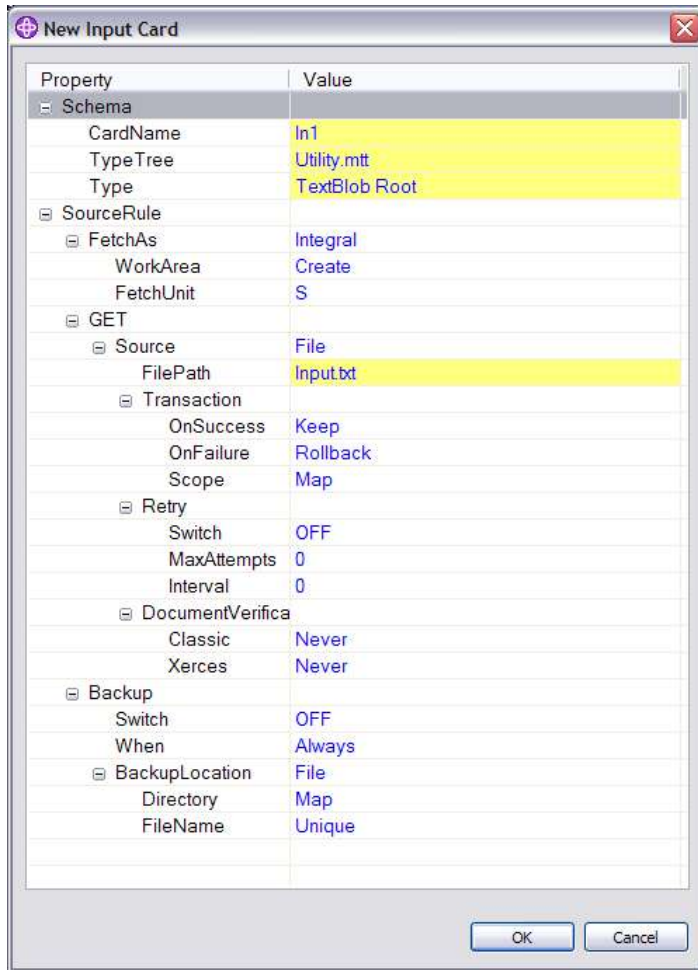 New Input Card
Property Value
Schema
CardName In1
TypeTree Utility.mtt
Type TextBlob Root
SourceRule
FetchAs Integral
WorkArea Create
FetchUnit S
GET
Source File
FilePath Input.txt
Transaction
OnSuccess Keep
OnFailure Rollback
Scope Map
Retry
Switch OFF
MaxAttempts 0
Interval 0
DocumentVerifica
Classic Never
Xerces Never
Backup
Switch OFF
When Always
BackupLocation File
Directory Map
FileName Unique
OK Cancel